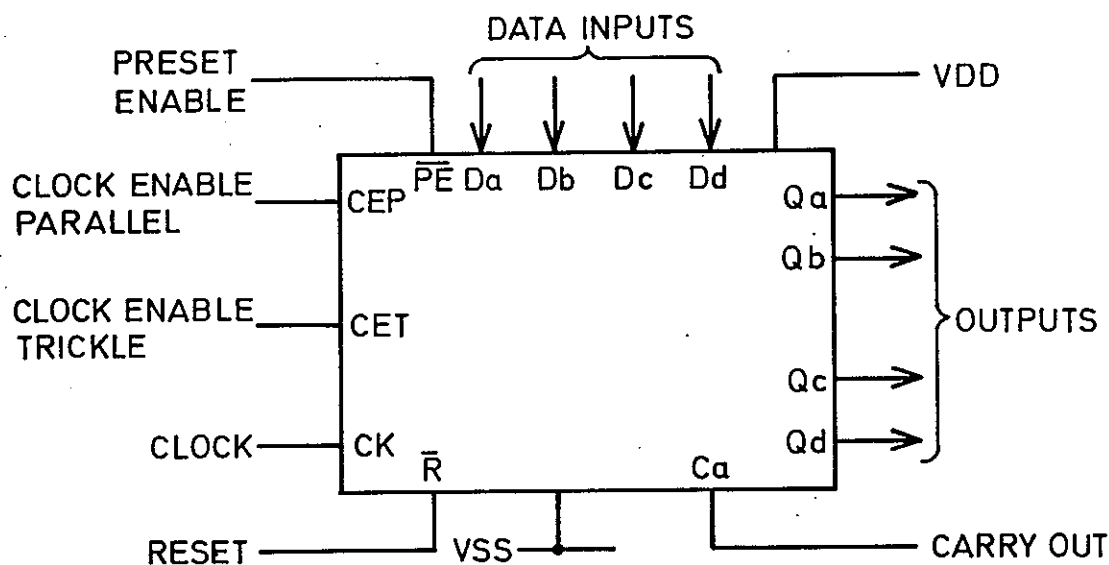 DATA INPUTS
PRESET
ENABLE
VDD
P̅E̅ Da Db Dc Dd
CLOCK ENABLE
PARALLEL
CEP
Qa
Qb
CLOCK ENABLE
TRICKLE
CET
OUTPUTS
Qc
CLOCK
CK
Qd
R̅
Ca
RESET
VSS
CARRY OUT